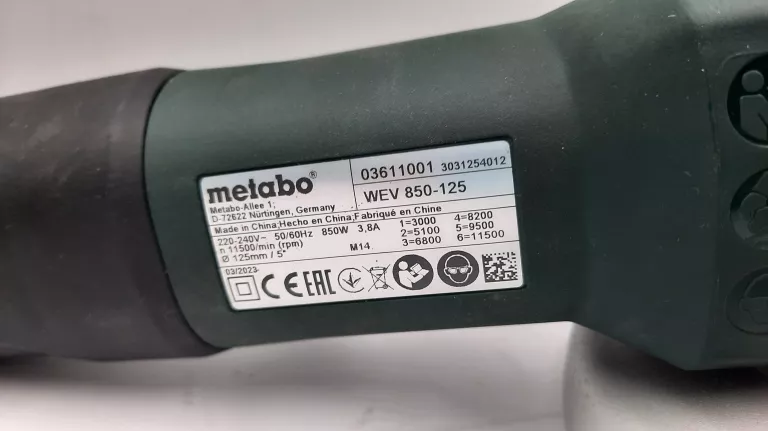 metabo®
03611001 3031254012
WEV 850-125
Metabo-Allee 1;
D-72622 Nürtingen, Germany
Made in China;Hecho en China;Fabriqué en Chine
220-240V~ 50/60Hz 850W 3,8A
n 11500/min (rpm)
Ø 125mm / 5" M14
1=3000 4=8200
2=5100 5=9500
3=6800 6=11500
03/2023
CE EAC